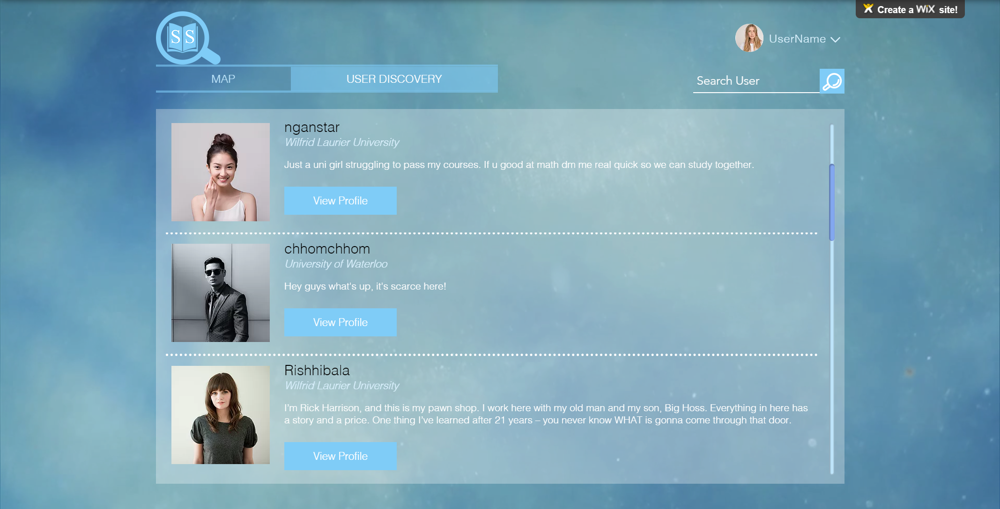 Create a WiX site!
SS
UserName
MAP
USER DISCOVERY
Search User
nganstar
Wilfrid Laurier University
Just a uni girl struggling to pass my courses. If u good at math dm me real quick so we can study together.
View Profile
chhomchhom
University of Waterloo
Hey guys what's up, it's scarce here!
View Profile
Rishhibala
Wilfrid Laurier University
I'm Rick Harrison, and this is my pawn shop. I work here with my old man and my son, Big Hoss. Everything in here has
a story and a price. One thing I've learned after 21 years – you never know WHAT is gonna come through that door.
View Profile